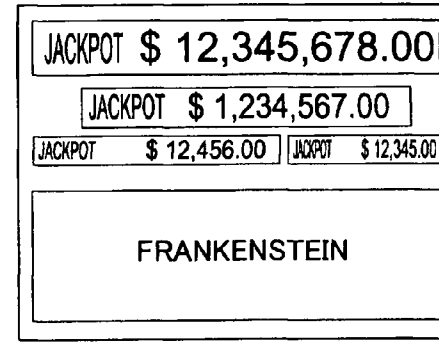 JACKPOT $ 12,345,678.00
JACKPOT $ 1,234,567.00
JACKPOT $ 12,456.00 JACKPOT $ 12,345.00
FRANKENSTEIN